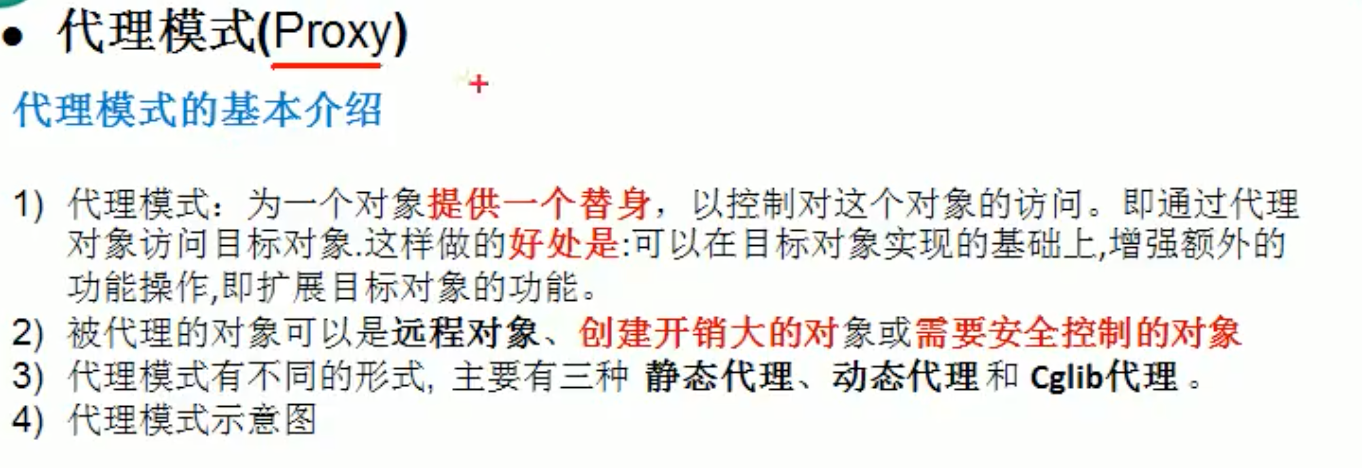 • 代理模式(Proxy)
代理模式的基本介绍
1) 代理模式：为一个对象提供一个替身，以控制对这个对象的访问。即通过代理
对象访问目标对象.这样做的好处是:可以在目标对象实现的基础上,增强额外的
功能操作,即扩展目标对象的功能。
2) 被代理的对象可以是远程对象、创建开销大的对象或需要安全控制的对象
3) 代理模式有不同的形式, 主要有三种 静态代理、动态代理和 Cglib代理 。
4) 代理模式示意图